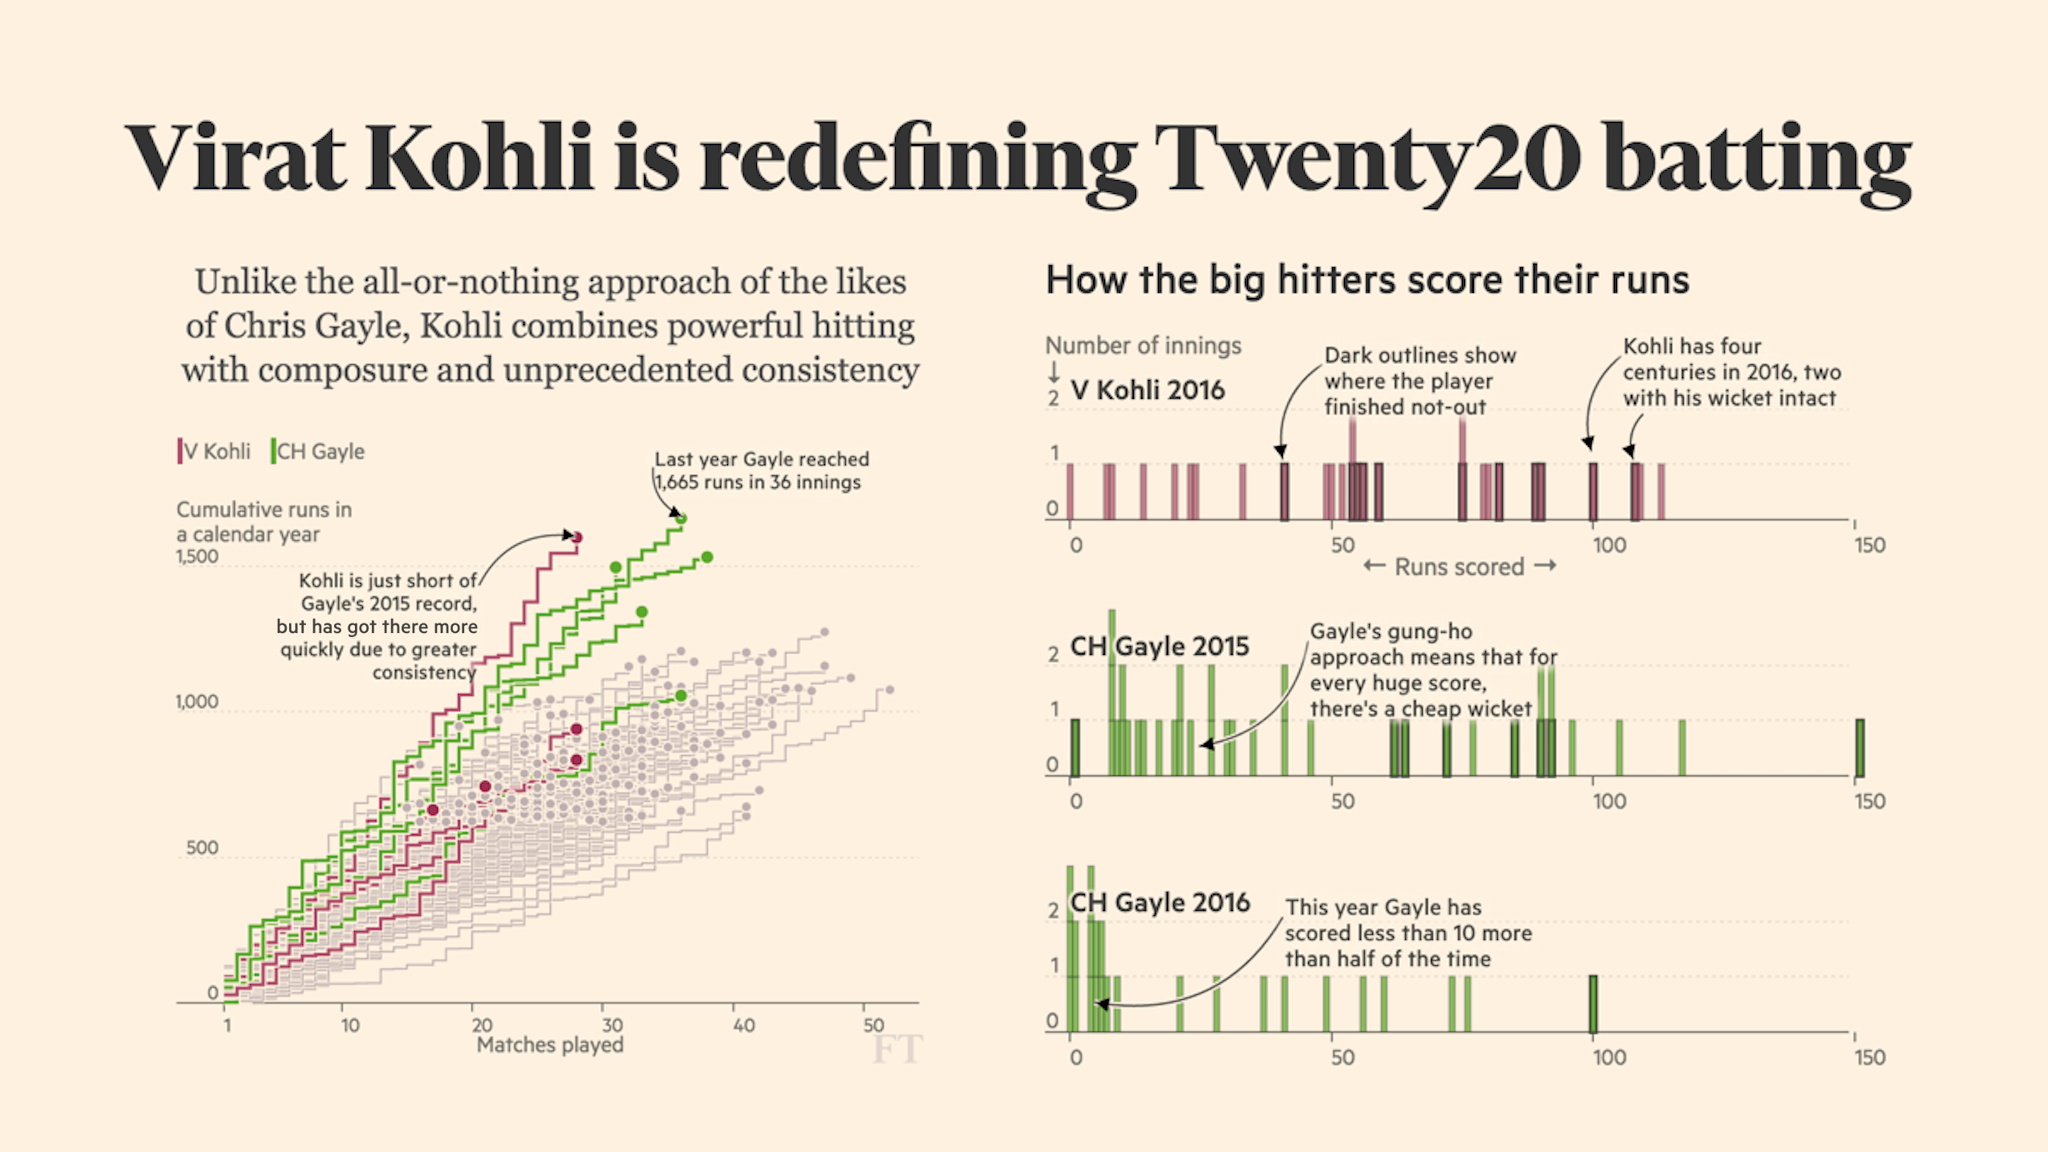 Virat Kohli is redefining Twenty20 batting
Unlike the all-or-nothing approach of the likes
of Chris Gayle, Kohli combines powerful hitting
with composure and unprecedented consistency
V Kohli CH Gayle
Cumulative runs in
a calendar year
1,500
1,000
500
0
Last year Gayle reached
1,665 runs in 36 innings
Kohli is just short of
Gayle's 2015 record,
but has got there more
quickly due to greater
consistency
1 10 20 30 40 50
Matches played
FT
How the big hitters score their runs
Number of innings
↓
2 V Kohli 2016
1
0
Dark outlines show
where the player
finished not-out
Kohli has four
centuries in 2016, two
with his wicket intact
0 50 100 150
← Runs scored →
CH Gayle 2015
2
1
0
Gayle's gung-ho
approach means that for
every huge score,
there's a cheap wicket
0 50 100 150
CH Gayle 2016
2
1
0
This year Gayle has
scored less than 10 more
than half of the time
0 50 100 150